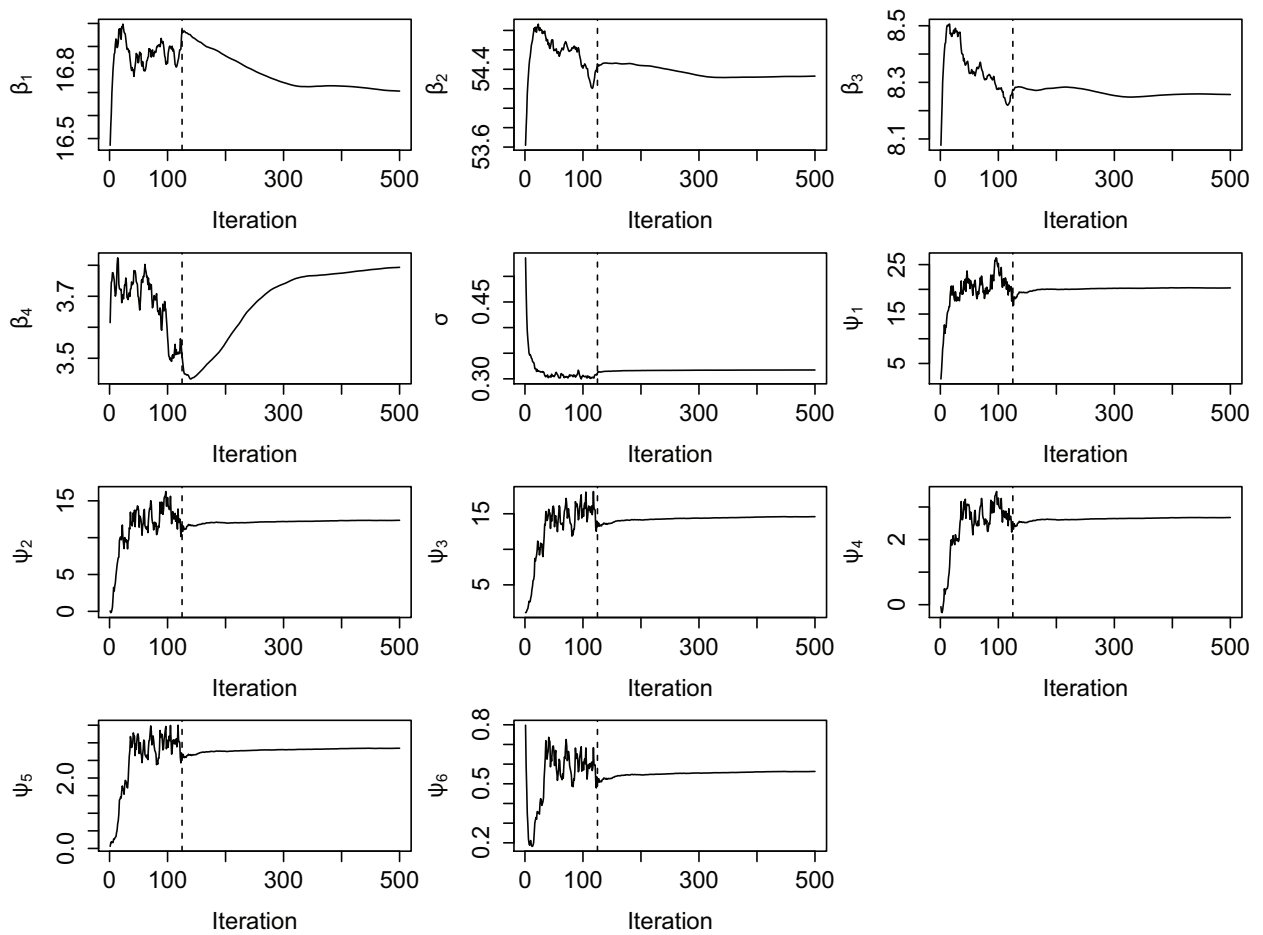 β1
16.5 16.8
0 100 300 500
Iteration
β2
53.6 54.4
0 100 300 500
Iteration
β3
8.1 8.3 8.5
0 100 300 500
Iteration
β4
3.5 3.7
0 100 300 500
Iteration
σ
0.30 0.45
0 100 300 500
Iteration
ψ1
5 15 25
0 100 300 500
Iteration
ψ2
0 5 15
0 100 300 500
Iteration
ψ3
5 15
0 100 300 500
Iteration
ψ4
0 2
0 100 300 500
Iteration
ψ5
0.0 2.0
0 100 300 500
Iteration
ψ6
0.2 0.5 0.8
0 100 300 500
Iteration